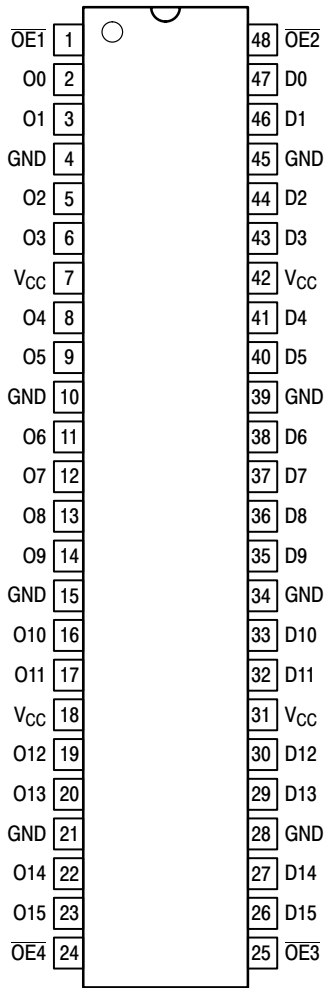 O̅E̅1̅ 1 48 O̅E̅2̅
O0 2 47 D0
O1 3 46 D1
GND 4 45 GND
O2 5 44 D2
O3 6 43 D3
VCC 7 42 VCC
O4 8 41 D4
O5 9 40 D5
GND 10 39 GND
O6 11 38 D6
O7 12 37 D7
O8 13 36 D8
O9 14 35 D9
GND 15 34 GND
O10 16 33 D10
O11 17 32 D11
VCC 18 31 VCC
O12 19 30 D12
O13 20 29 D13
GND 21 28 GND
O14 22 27 D14
O15 23 26 D15
O̅E̅4̅ 24 25 O̅E̅3̅